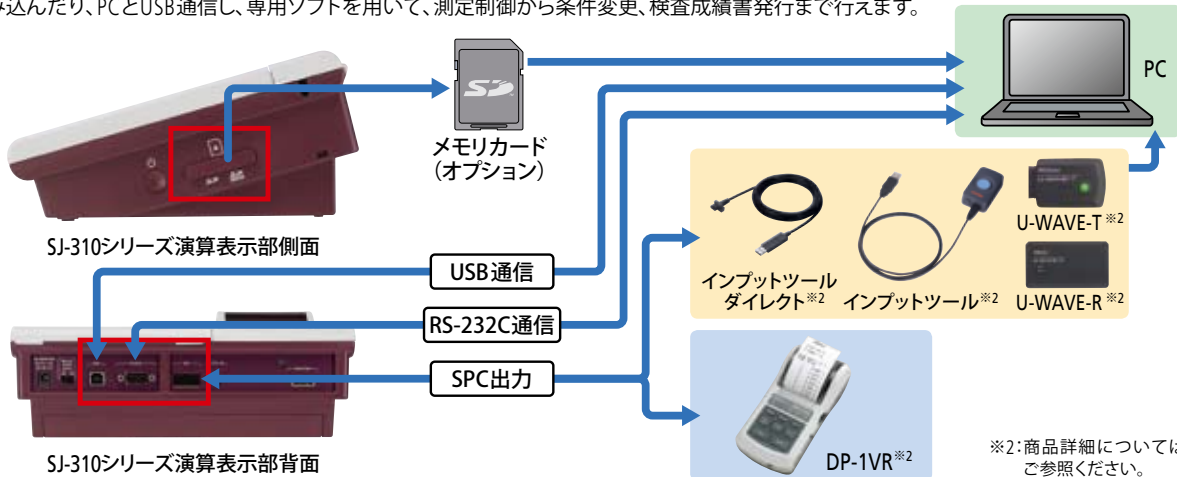 み込んだり、PCとUSB通信し、専用ソフトを用いて、測定制御から条件変更、検査成績書発行まで行えます。
SD
PC
メモリカード
（オプション）
SJ-310シリーズ演算表示部側面
USB通信
RS-232C通信
SPC出力
インプットツール
ダイレクト※2
インプットツール※2
U-WAVE-T※2
U-WAVE-R※2
SJ-310シリーズ演算表示部背面
DP-1VR※2
※2：商品詳細については
ご参照ください。